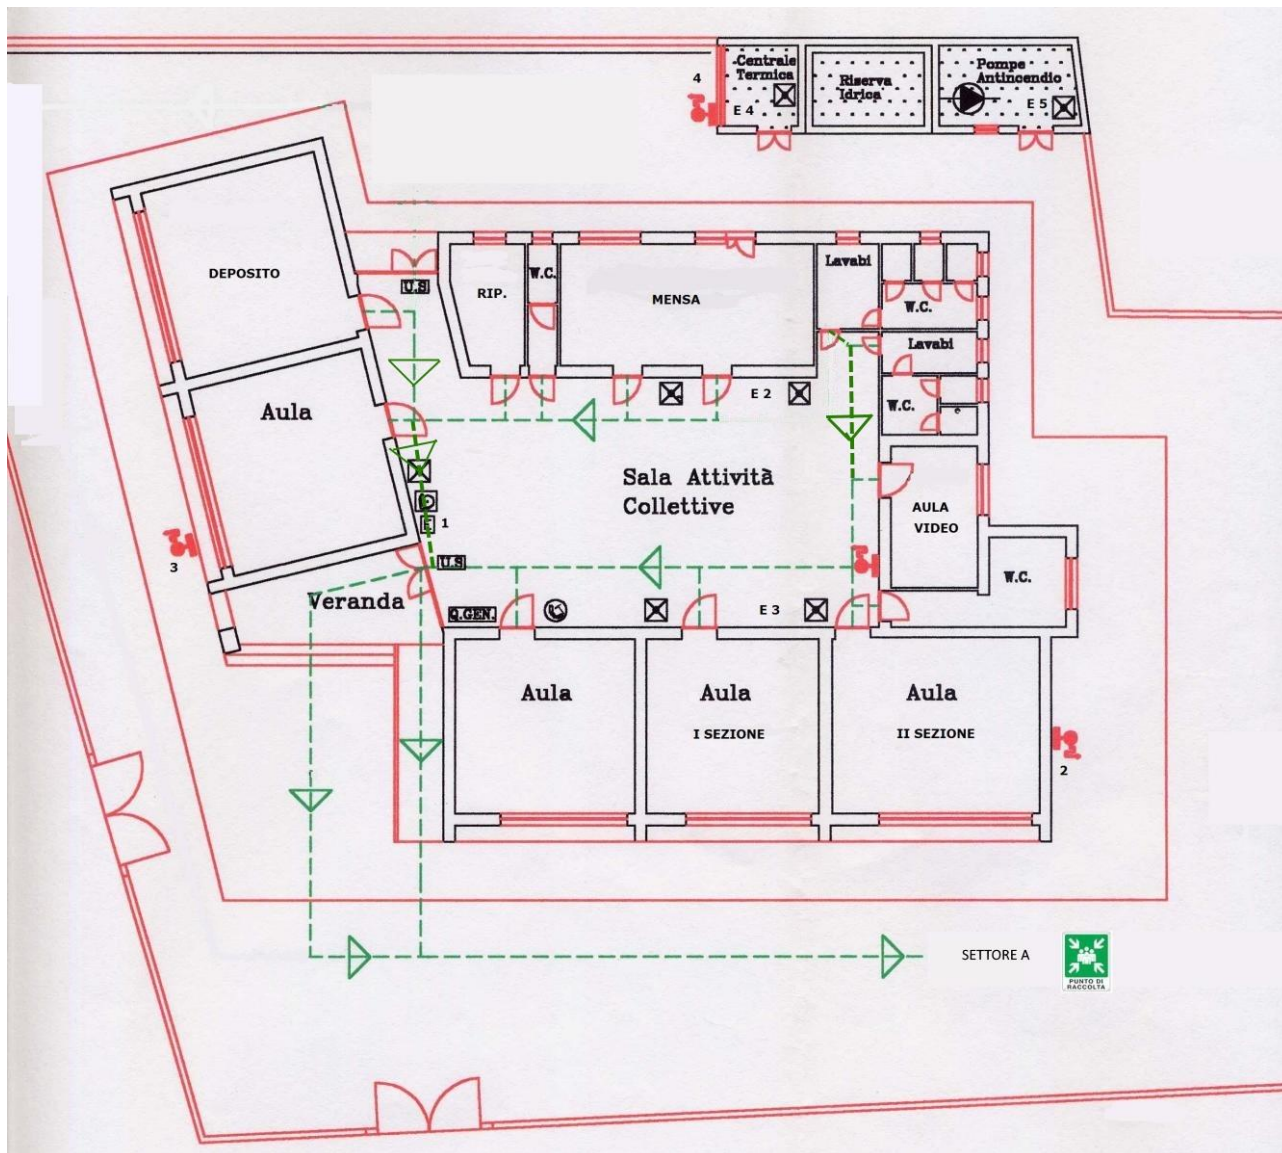 Centrale
Termica
4
E 4
Riserva
Idrica
Pompe
Antincendio
E 5
DEPOSITO
U.S
RIP.
W.C.
MENSA
Lavabi
W.C.
Lavabi
W.C.
E 2
Aula
Sala Attività
Collettive
AULA
VIDEO
E 1
3
U.S
W.C.
Veranda
Q.GEN.
E 3
Aula
Aula
I SEZIONE
Aula
II SEZIONE
2
SETTORE A
PUNTO DI
RACCOLTA